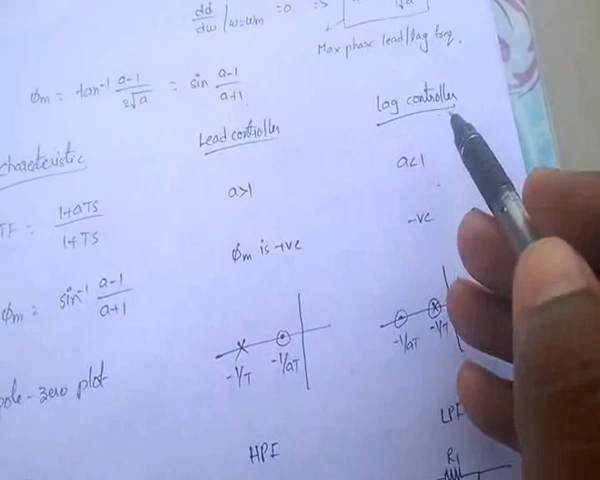 dϕ/dω | ω=ωm =0 =>
Max phase lead/lag freq.
ϕm = tan⁻¹ a-1/2√a = sin a-1/a+1
Lead controller
Lag controller
a>1
a<1
TF = 1+aTS/1+TS
ϕm is +ve
-ve
ϕm = sin⁻¹ a-1/a+1
pole-zero plot
-1/T -1/aT
-1/aT -1/T
HPF
LPF
R